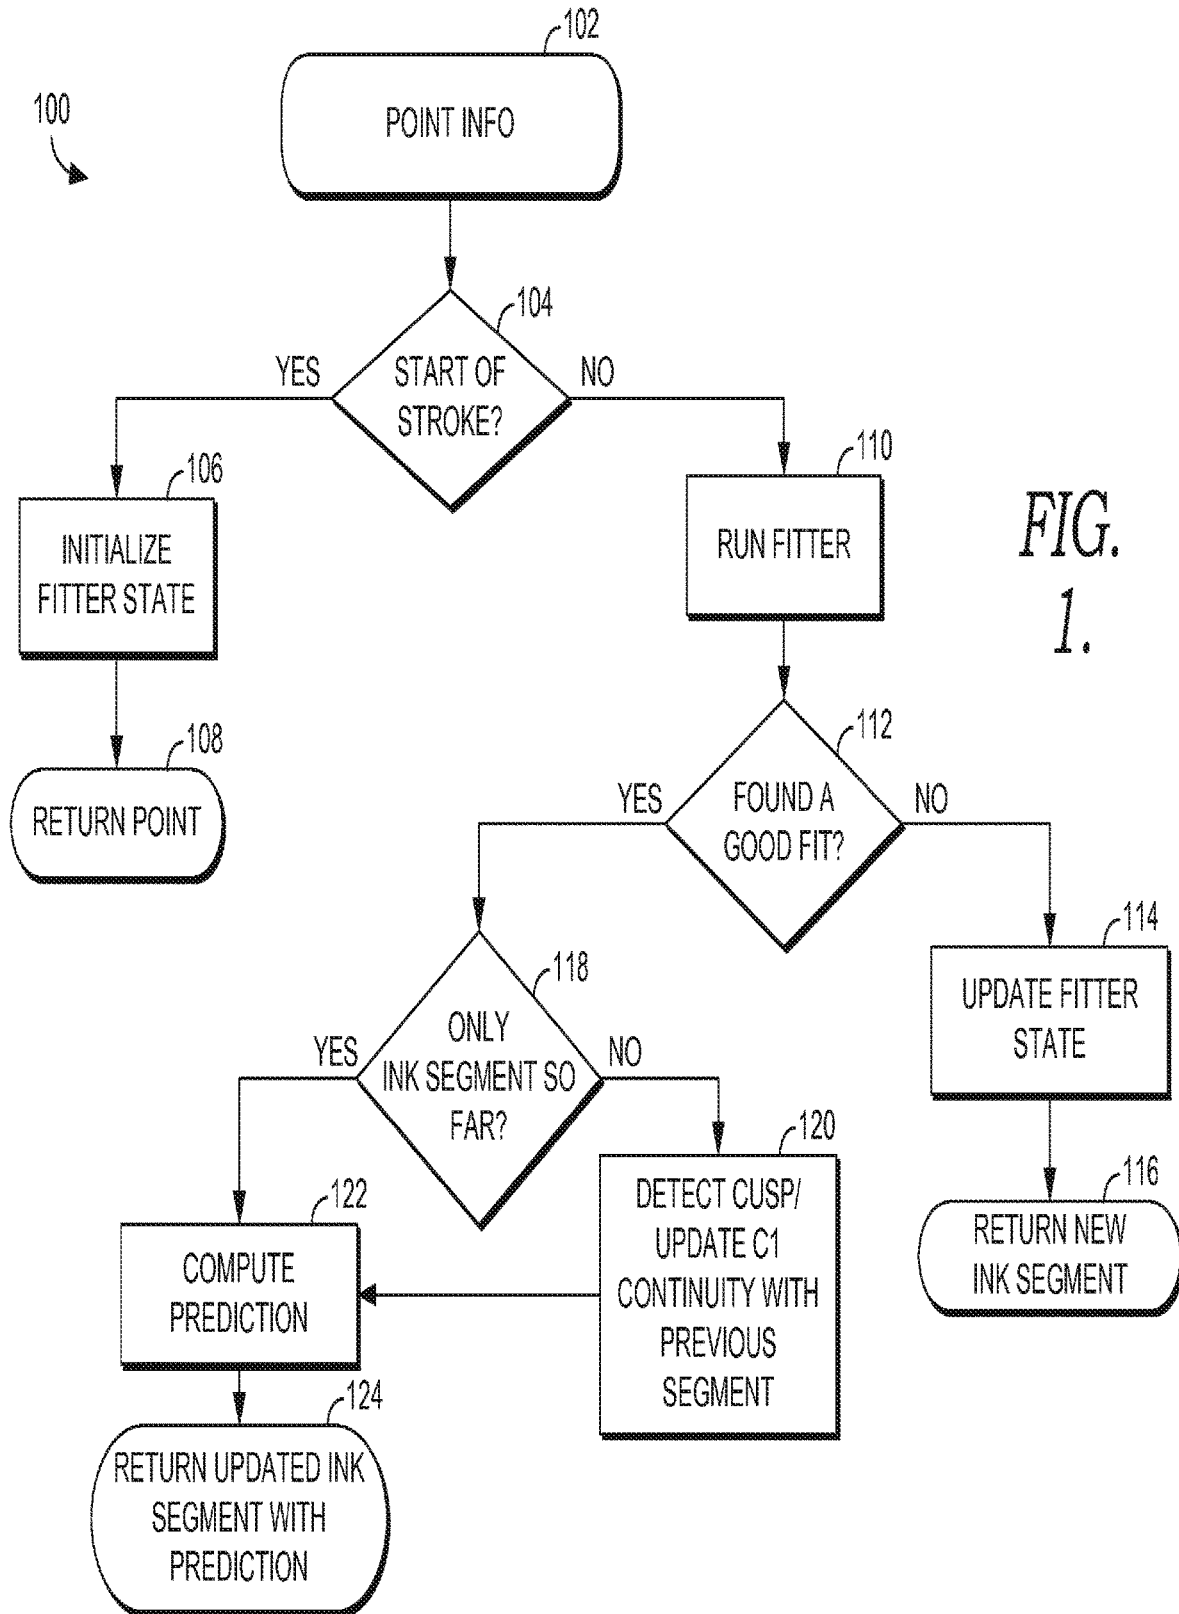 102
POINT INFO
100
104
YES
START OF
STROKE?
NO
106
INITIALIZE
FITTER STATE
110
RUN FITTER
FIG.
1.
108
RETURN POINT
112
YES
FOUND A
GOOD FIT?
NO
114
UPDATE FITTER
STATE
118
YES
ONLY
INK SEGMENT SO
FAR?
NO
120
DETECT CUSP/
UPDATE C1
CONTINUITY WITH
PREVIOUS
SEGMENT
116
RETURN NEW
INK SEGMENT
122
COMPUTE
PREDICTION
124
RETURN UPDATED INK
SEGMENT WITH
PREDICTION